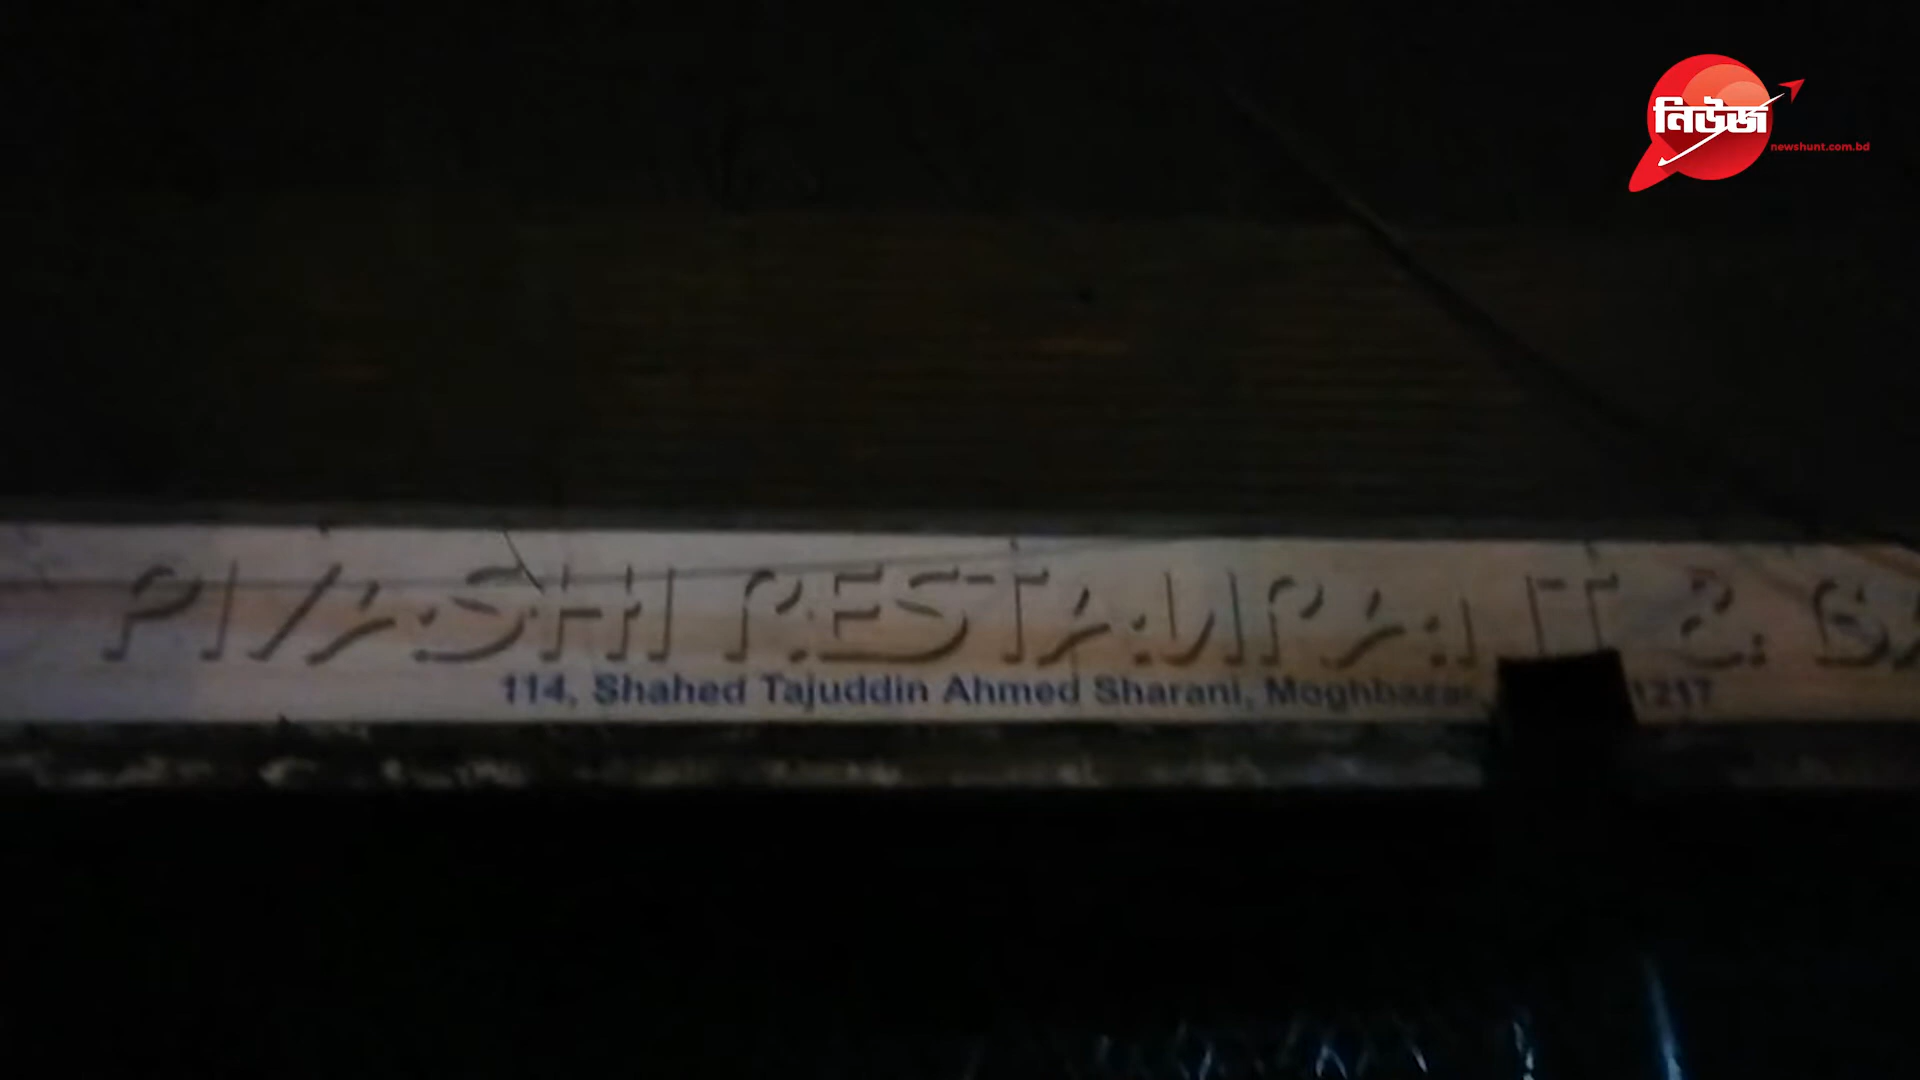 নিউজ
newshunt.com.bd
PIYASHI RESTAURANT &
114, Shahed Tajuddin Ahmed Sharani, Moghbazar, 1217